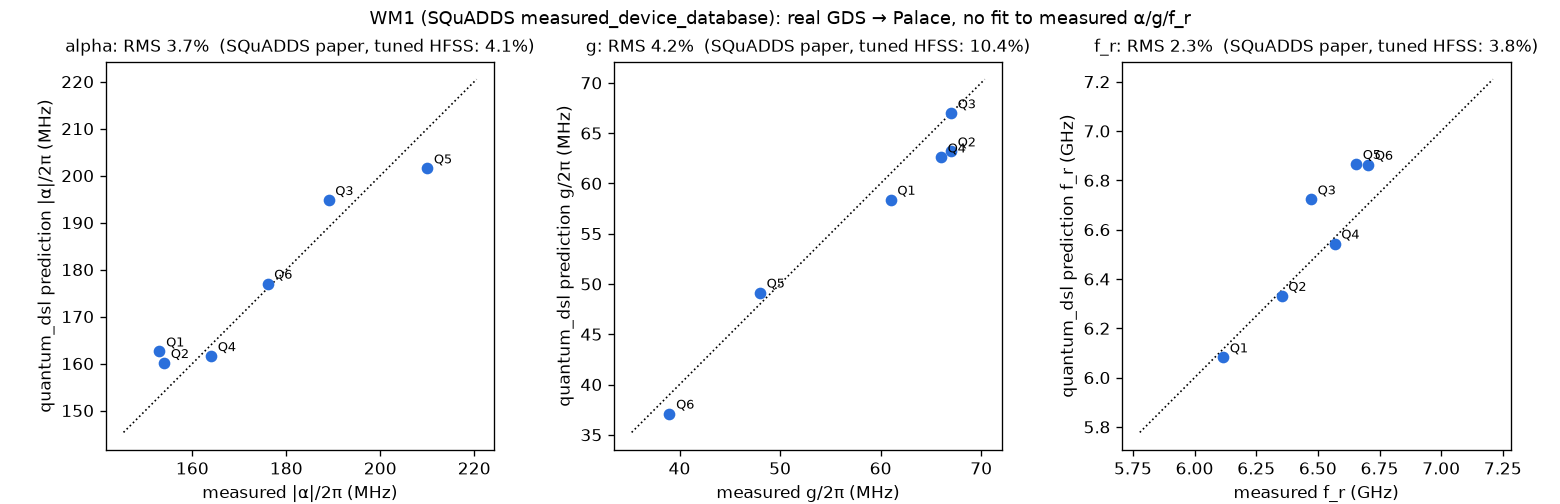 WM1 (SQuADDS measured_device_database): real GDS → Palace, no fit to measured α/g/f_r
alpha: RMS 3.7%  (SQuADDS paper, tuned HFSS: 4.1%)
quantum_dsl prediction |α|/2π (MHz)
220
210
200
190
180
170
160
150
Q5
Q3
Q6
Q1
Q2
Q4
160 180 200 220
measured |α|/2π (MHz)
g: RMS 4.2%  (SQuADDS paper, tuned HFSS: 10.4%)
quantum_dsl prediction g/2π (MHz)
70
65
60
55
50
45
40
35
Q3
Q2
Q4
Q1
Q5
Q6
40 50 60 70
measured g/2π (MHz)
f_r: RMS 2.3%  (SQuADDS paper, tuned HFSS: 3.8%)
quantum_dsl prediction f_r (GHz)
7.2
7.0
6.8
6.6
6.4
6.2
6.0
5.8
Q5
Q6
Q3
Q4
Q2
Q1
5.75 6.00 6.25 6.50 6.75 7.00 7.25
measured f_r (GHz)